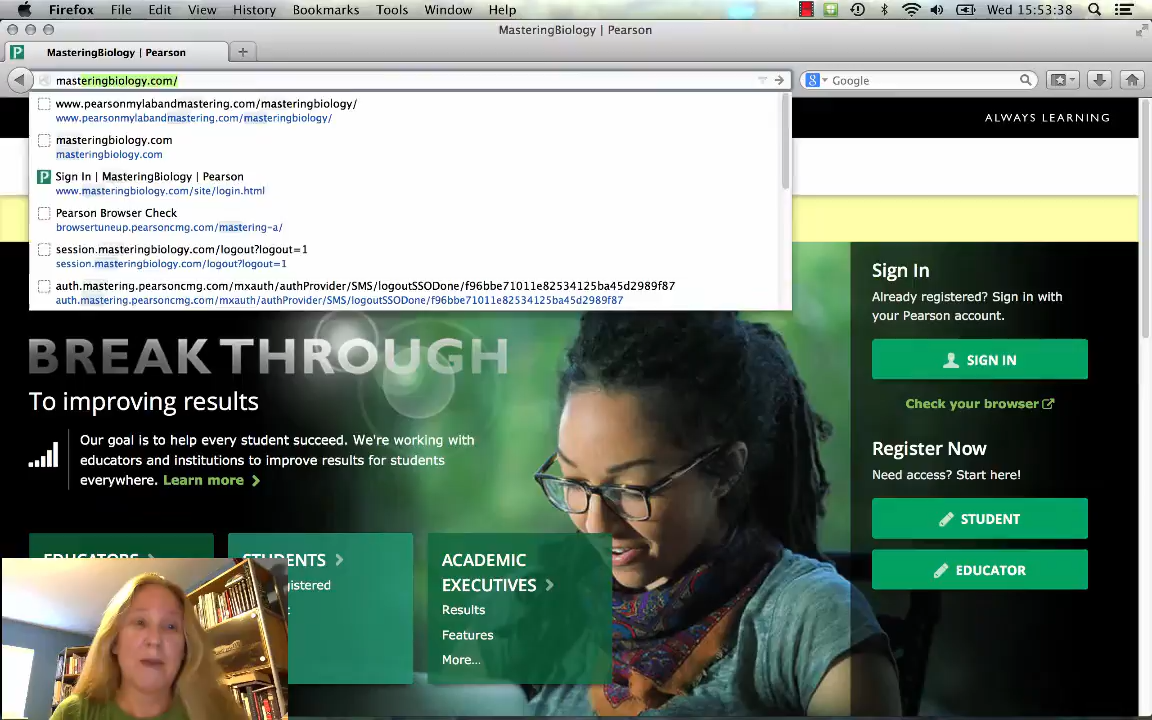 Firefox File Edit View History Bookmarks Tools Window Help Wed 15:53:38
MasteringBiology | Pearson
MasteringBiology | Pearson
masteringbiology.com/
Google
www.pearsonmylabandmastering.com/masteringbiology/
www.pearsonmylabandmastering.com/masteringbiology/
masteringbiology.com
masteringbiology.com
Sign In | MasteringBiology | Pearson
www.masteringbiology.com/site/login.html
Pearson Browser Check
browsertuneup.pearsoncmg.com/mastering-a/
session.masteringbiology.com/logout?logout=1
session.masteringbiology.com/logout?logout=1
auth.mastering.pearsoncmg.com/mxauth/authProvider/SMS/logoutSSODone/f96bbe71011e82534125ba45d2989f87
auth.mastering.pearsoncmg.com/mxauth/authProvider/SMS/logoutSSODone/f96bbe71011e82534125ba45d2989f87
ALWAYS LEARNING
BREAKTHROUGH
To improving results
Our goal is to help every student succeed. We're working with
educators and institutions to improve results for students
everywhere. Learn more
Sign In
Already registered? Sign in with
your Pearson account.
SIGN IN
Check your browser
Register Now
Need access? Start here!
STUDENT
EDUCATOR
EDUCATORS
STUDENTS
gistered
ACADEMIC
EXECUTIVES
Results
Features
More...